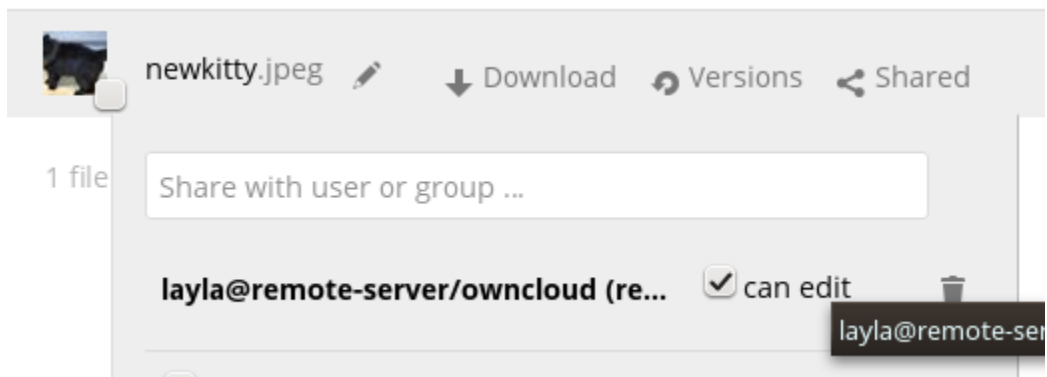 newkitty.jpeg Download Versions Shared
1 file
Share with user or group ...
layla@remote-server/owncloud (re... can edit
layla@remote-ser